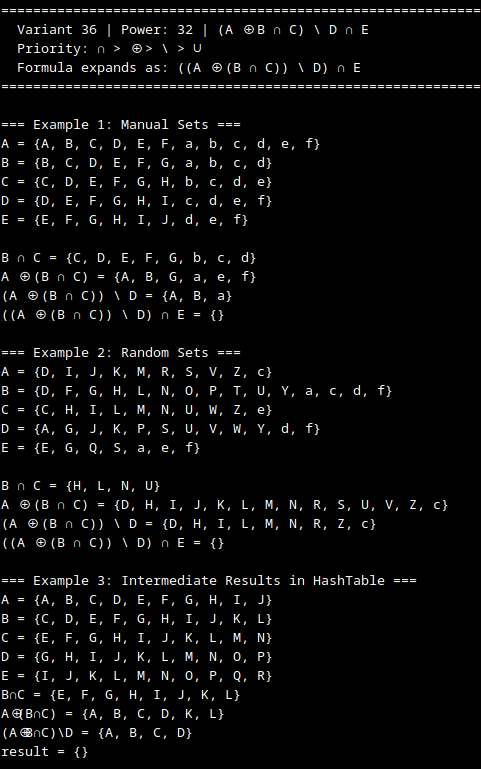 ============================================================
Variant 36 | Power: 32 | (A ⊕B ∩ C) \ D ∩ E
Priority: ∩ > ⊕> \ > ∪
Formula expands as: ((A ⊕(B ∩ C)) \ D) ∩ E
============================================================
=== Example 1: Manual Sets ===
A = {A, B, C, D, E, F, a, b, c, d, e, f}
B = {B, C, D, E, F, G, a, b, c, d}
C = {C, D, E, F, G, H, b, c, d, e}
D = {D, E, F, G, H, I, c, d, e, f}
E = {E, F, G, H, I, J, d, e, f}
B ∩ C = {C, D, E, F, G, b, c, d}
A ⊕(B ∩ C) = {A, B, G, a, e, f}
(A ⊕(B ∩ C)) \ D = {A, B, a}
((A ⊕(B ∩ C)) \ D) ∩ E = {}
=== Example 2: Random Sets ===
A = {D, I, J, K, M, R, S, V, Z, c}
B = {D, F, G, H, L, N, O, P, T, U, Y, a, c, d, f}
C = {C, H, I, L, M, N, U, W, Z, e}
D = {A, G, J, K, P, S, U, V, W, Y, d, f}
E = {E, G, Q, S, a, e, f}
B ∩ C = {H, L, N, U}
A ⊕(B ∩ C) = {D, H, I, J, K, L, M, N, R, S, U, V, Z, c}
(A ⊕(B ∩ C)) \ D = {D, H, I, L, M, N, R, Z, c}
((A ⊕(B ∩ C)) \ D) ∩ E = {}
=== Example 3: Intermediate Results in HashTable ===
A = {A, B, C, D, E, F, G, H, I, J}
B = {C, D, E, F, G, H, I, J, K, L}
C = {E, F, G, H, I, J, K, L, M, N}
D = {G, H, I, J, K, L, M, N, O, P}
E = {I, J, K, L, M, N, O, P, Q, R}
B∩C = {E, F, G, H, I, J, K, L}
A⊕(B∩C) = {A, B, C, D, K, L}
(A⊕B∩C)\D = {A, B, C, D}
result = {}